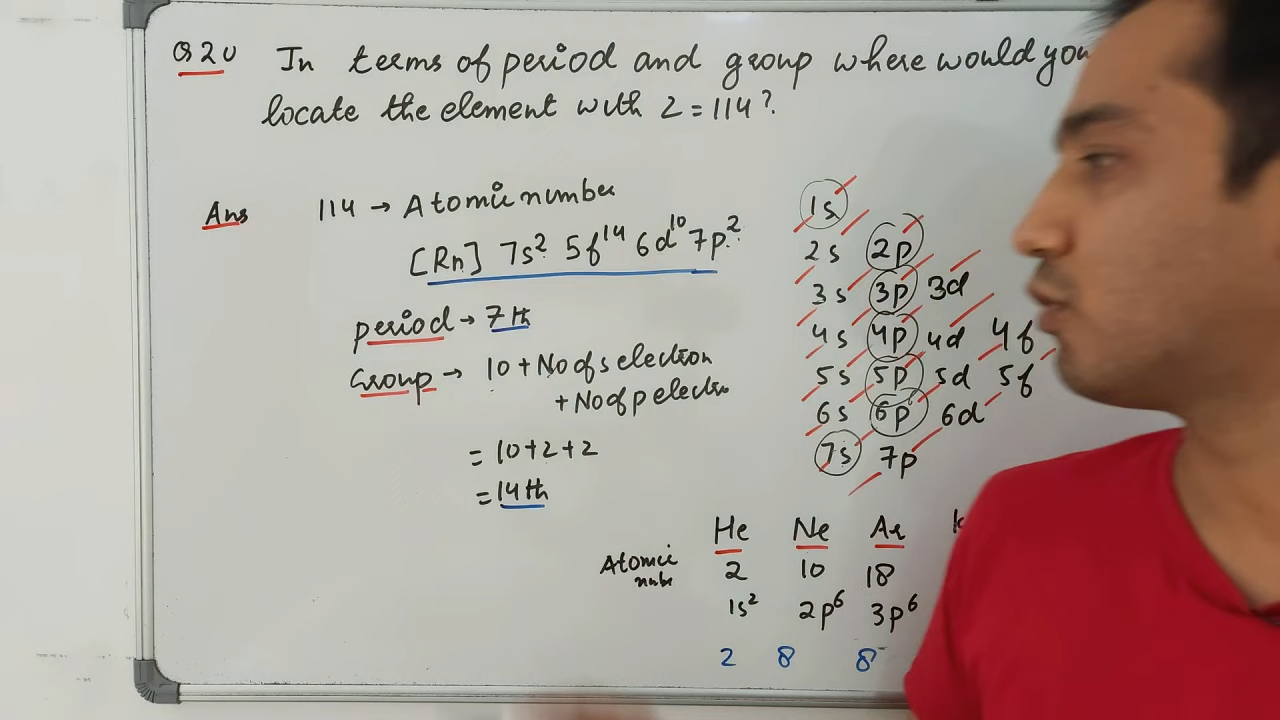 Q20 In terms of period and group where would you
locate the element with Z=114?
Ans 114 → Atomic number
[Rn] 7s² 5f¹⁴ 6d¹⁰ 7p²
period → 7th
Group → 10 + No of s electron
+ No of p electro
= 10+2+2
= 14th
1s
2s 2p
3s 3p 3d
4s 4p 4d 4f
5s 5p 5d 5f
6s 6p 6d
7s 7p
He Ne Ar
Atomic 2 10 18
1s² 2p⁶ 3p⁶
2 8 8